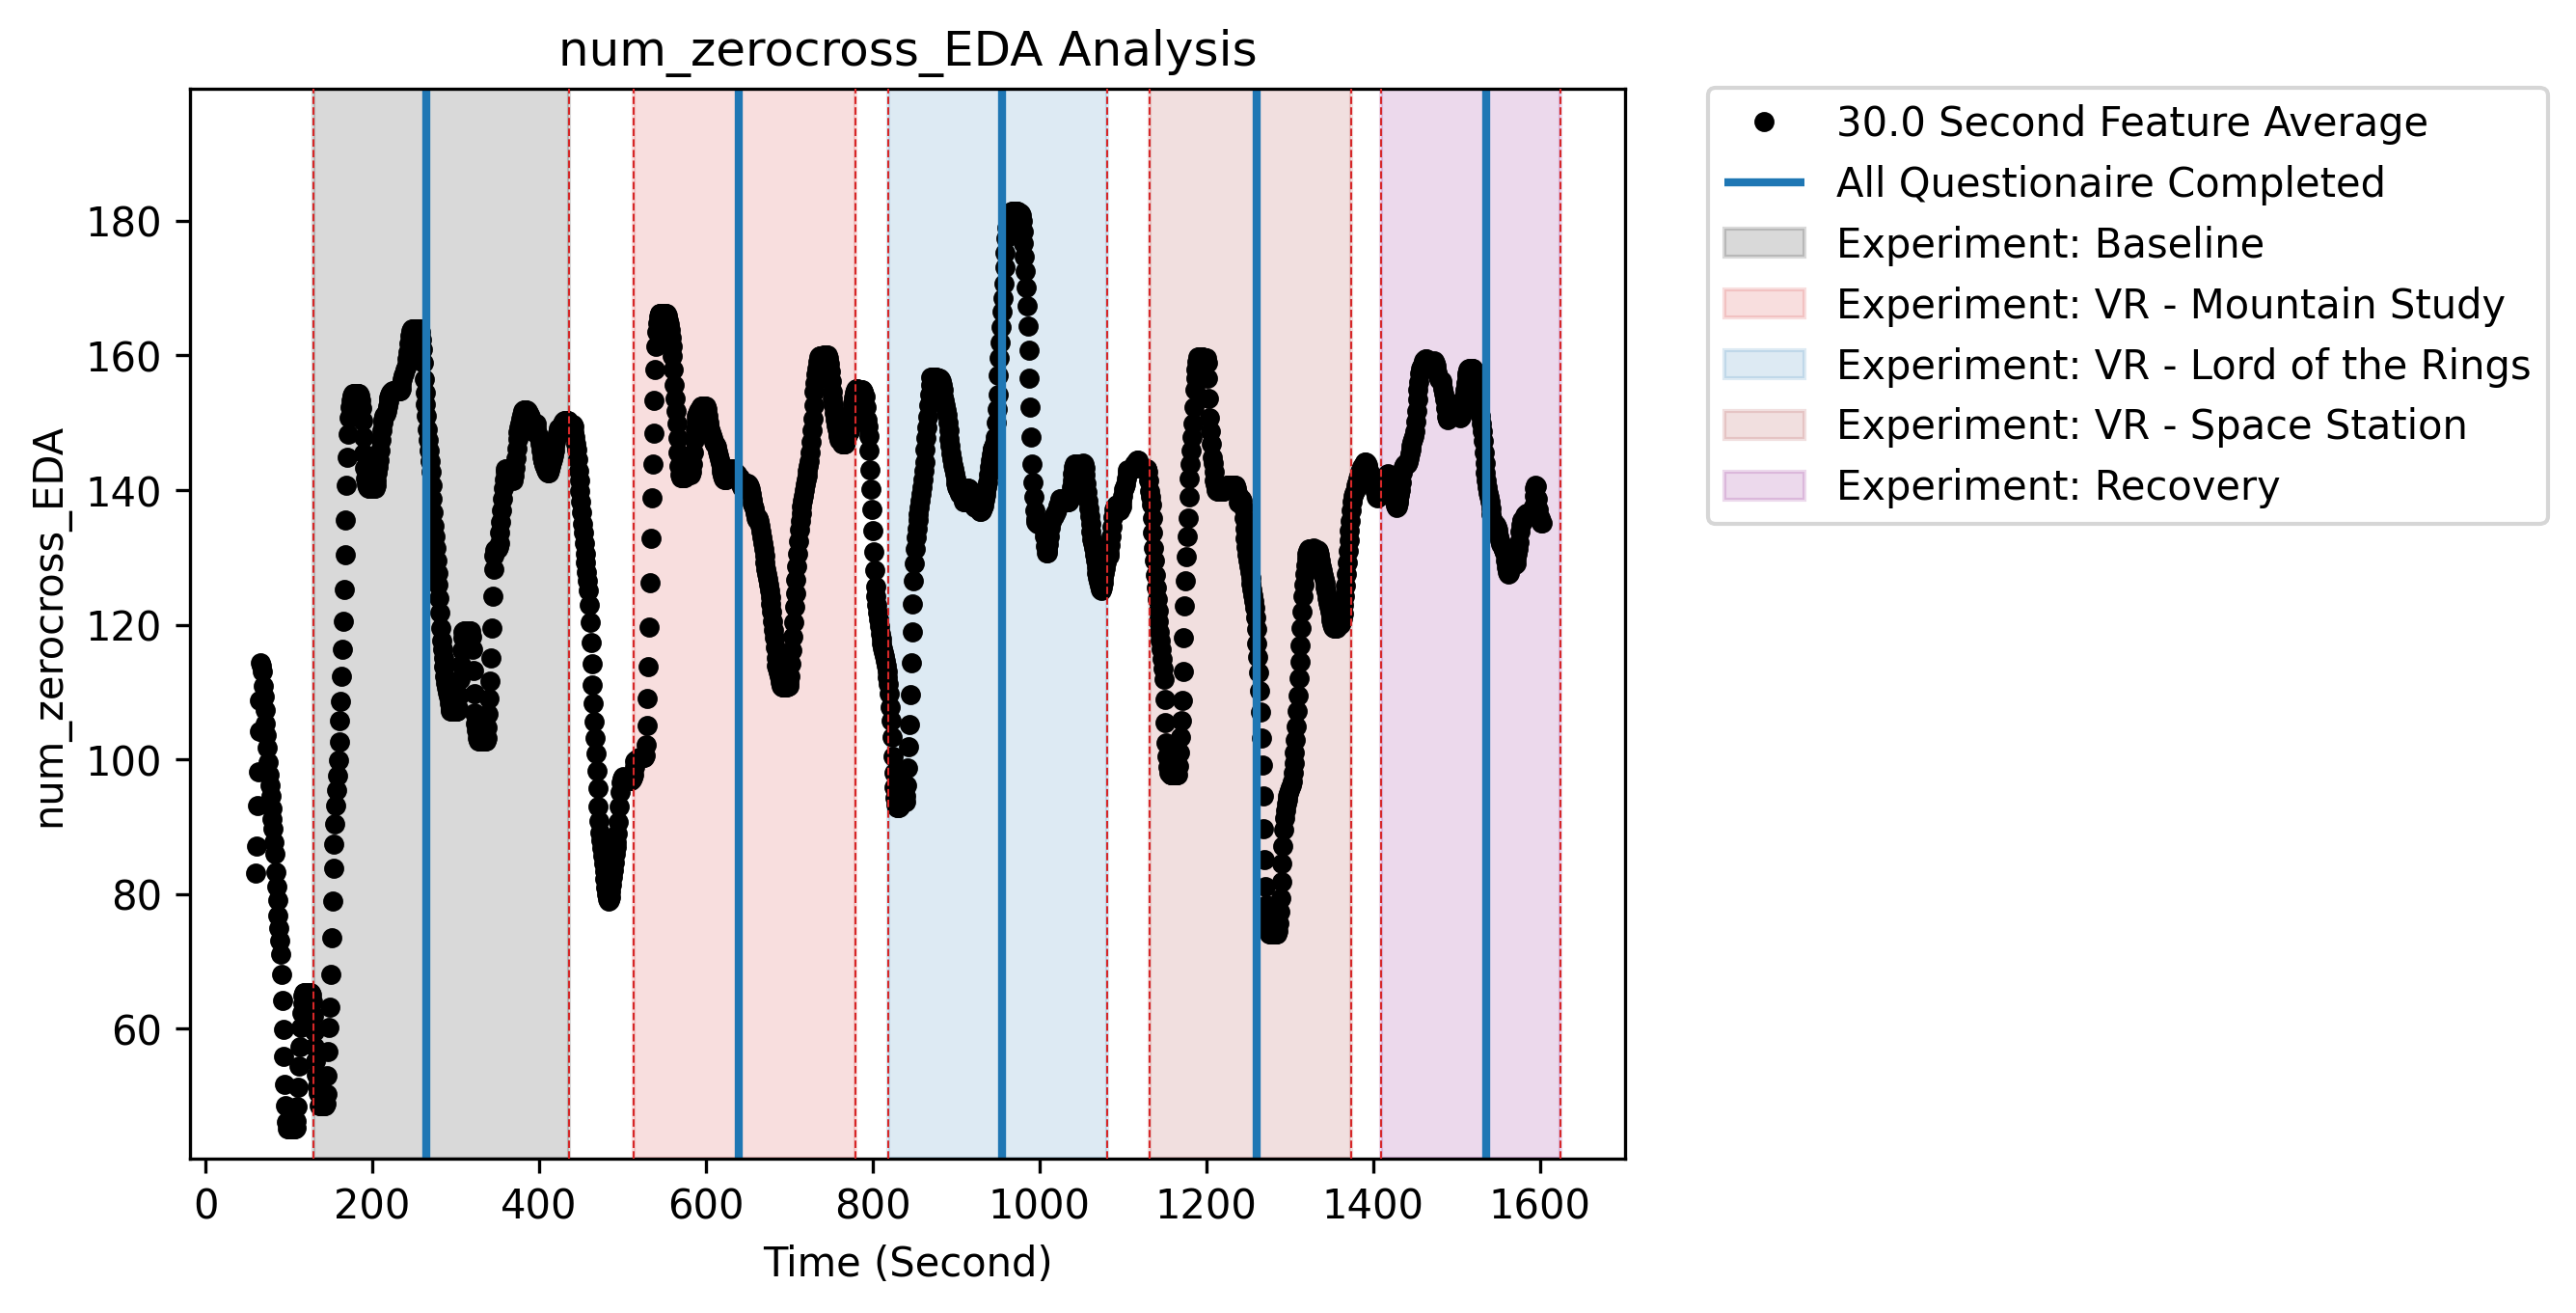 num_zerocross_EDA Analysis
num_zerocross_EDA
180
160
140
120
100
80
60
0 200 400 600 800 1000 1200 1400 1600
Time (Second)
30.0 Second Feature Average
All Questionaire Completed
Experiment: Baseline
Experiment: VR - Mountain Study
Experiment: VR - Lord of the Rings
Experiment: VR - Space Station
Experiment: Recovery